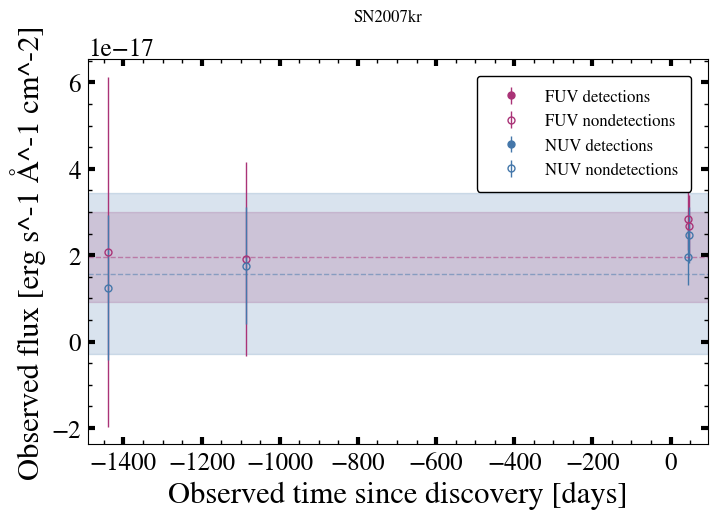 SN2007kr
1e−17
Observed flux [erg s^-1 Å^-1 cm^-2]
6
4
2
0
−2
FUV detections
FUV nondetections
NUV detections
NUV nondetections
−1400 −1200 −1000 −800 −600 −400 −200 0
Observed time since discovery [days]